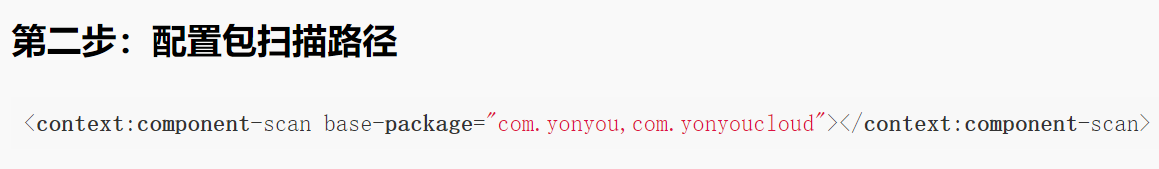 第二步：配置包扫描路径
<context:component-scan base-package="com.yonyou,com.yonyoucloud"></context:component-scan>